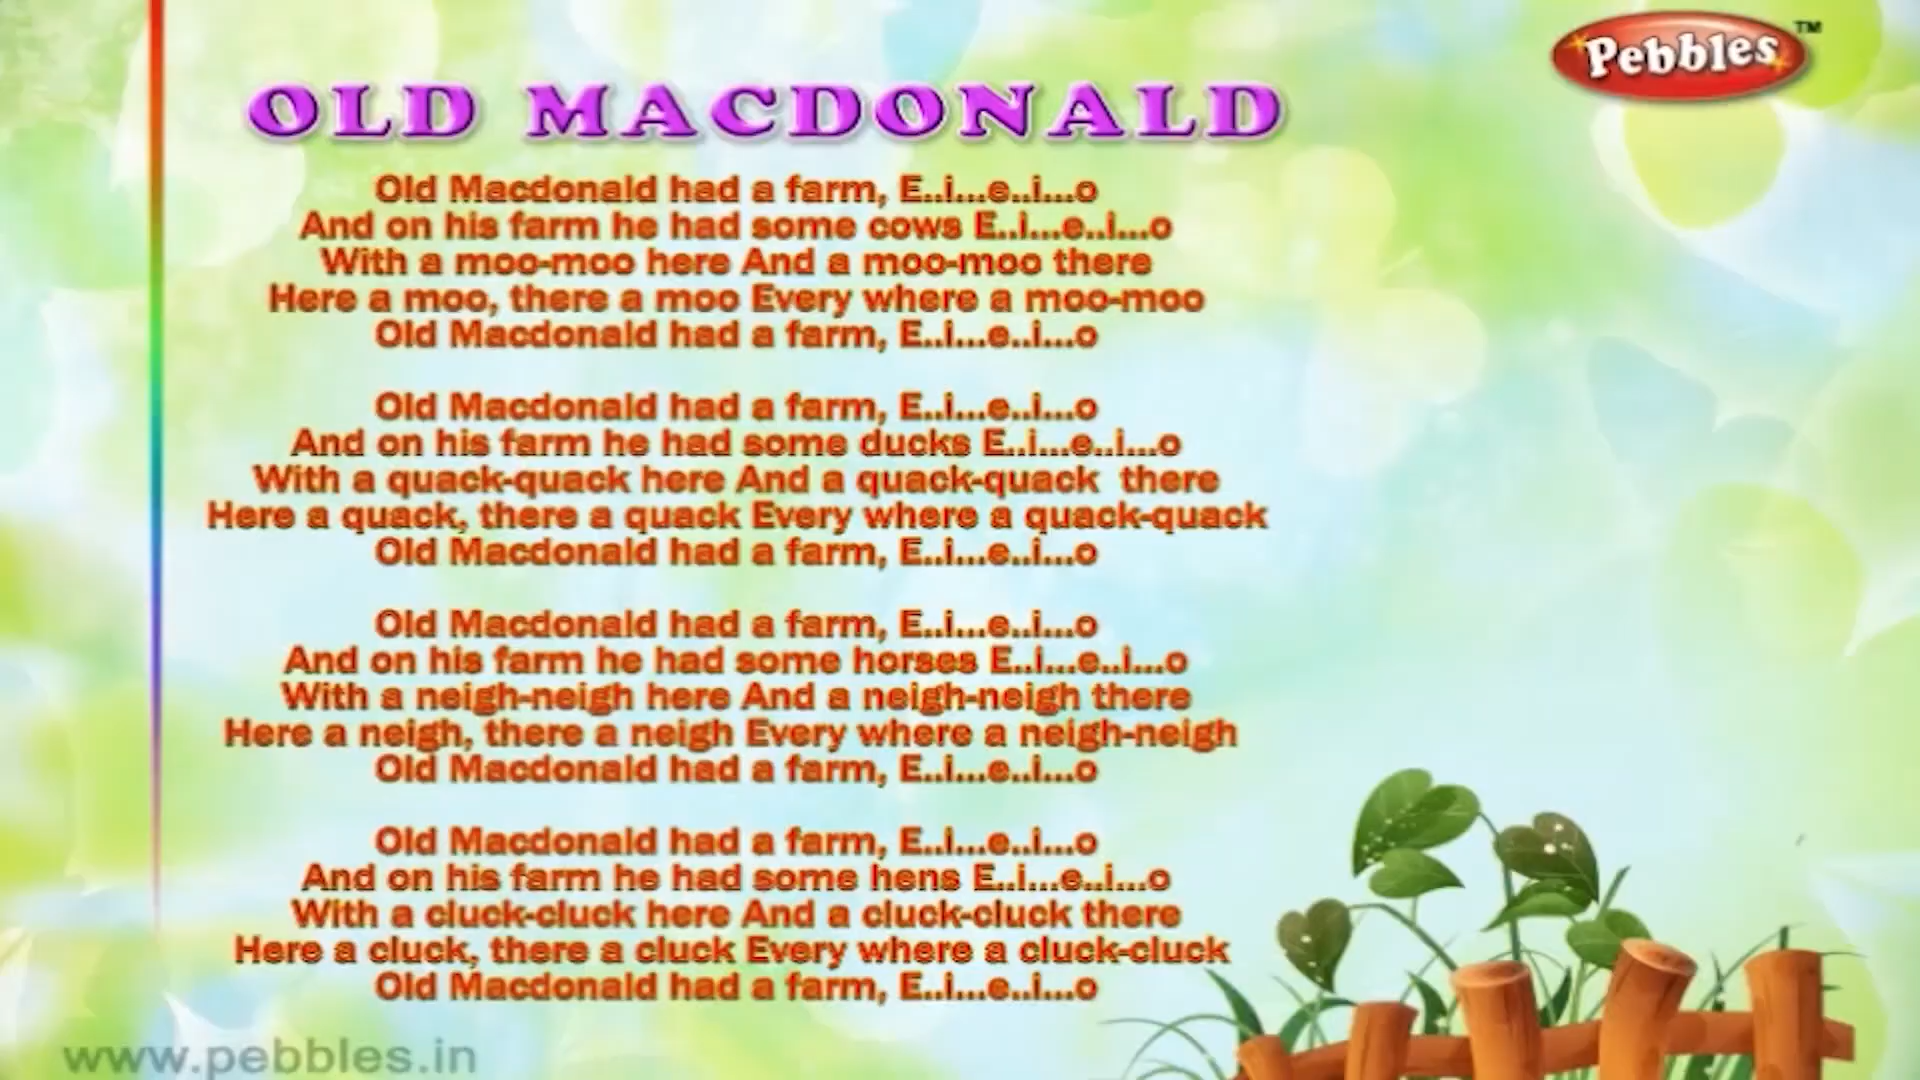 Pebbles™
OLD MACDONALD
Old Macdonald had a farm, E..i...e..i...o
And on his farm he had some cows E..i...e..i...o
With a moo-moo here And a moo-moo there
Here a moo, there a moo Every where a moo-moo
Old Macdonald had a farm, E..i...e..i...o
Old Macdonald had a farm, E..i...e..i...o
And on his farm he had some ducks E..i...e..i...o
With a quack-quack here And a quack-quack there
Here a quack, there a quack Every where a quack-quack
Old Macdonald had a farm, E..i...e..i...o
Old Macdonald had a farm, E..i...e..i...o
And on his farm he had some horses E..i...e..i...o
With a neigh-neigh here And a neigh-neigh there
Here a neigh, there a neigh Every where a neigh-neigh
Old Macdonald had a farm, E..i...e..i...o
Old Macdonald had a farm, E..i...e..i...o
And on his farm he had some hens E..i...e..i...o
With a cluck-cluck here And a cluck-cluck there
Here a cluck, there a cluck Every where a cluck-cluck
Old Macdonald had a farm, E..i...e..i...o
www.pebbles.in